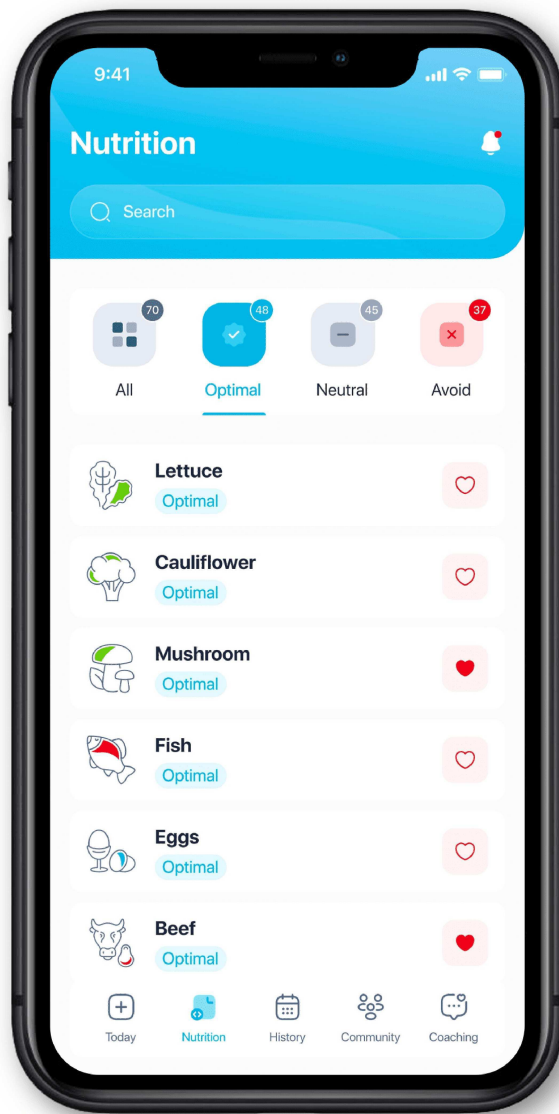 9:41
Nutrition
Search
70
48
45
37
All
Optimal
Neutral
Avoid
Lettuce
Optimal
Cauliflower
Optimal
Mushroom
Optimal
Fish
Optimal
Eggs
Optimal
Beef
Optimal
Today
Nutrition
History
Community
Coaching